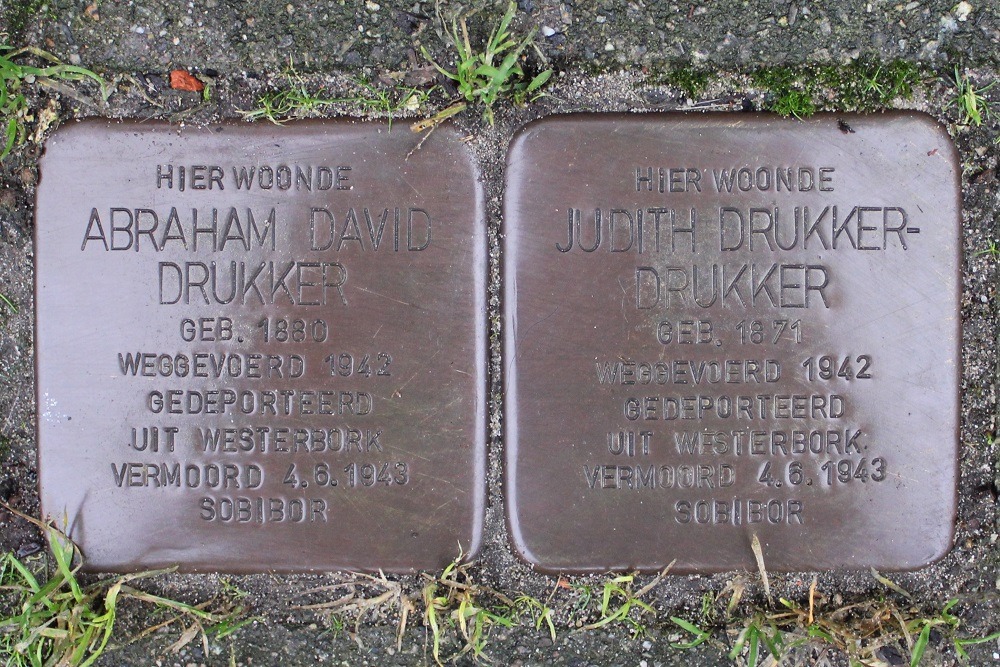 HIER WOONDE
ABRAHAM DAVID
DRUKKER
GEB. 1880
WEGGEVOERD 1942
GEDEPORTEERD
UIT WESTERBORK
VERMOORD 4.6.1943
SOBIBOR
HIER WOONDE
JUDITH DRUKKER-
DRUKKER
GEB. 1871
WEGGEVOERD 1942
GEDEPORTEERD
UIT WESTERBORK
VERMOORD 4.6.1943
SOBIBOR